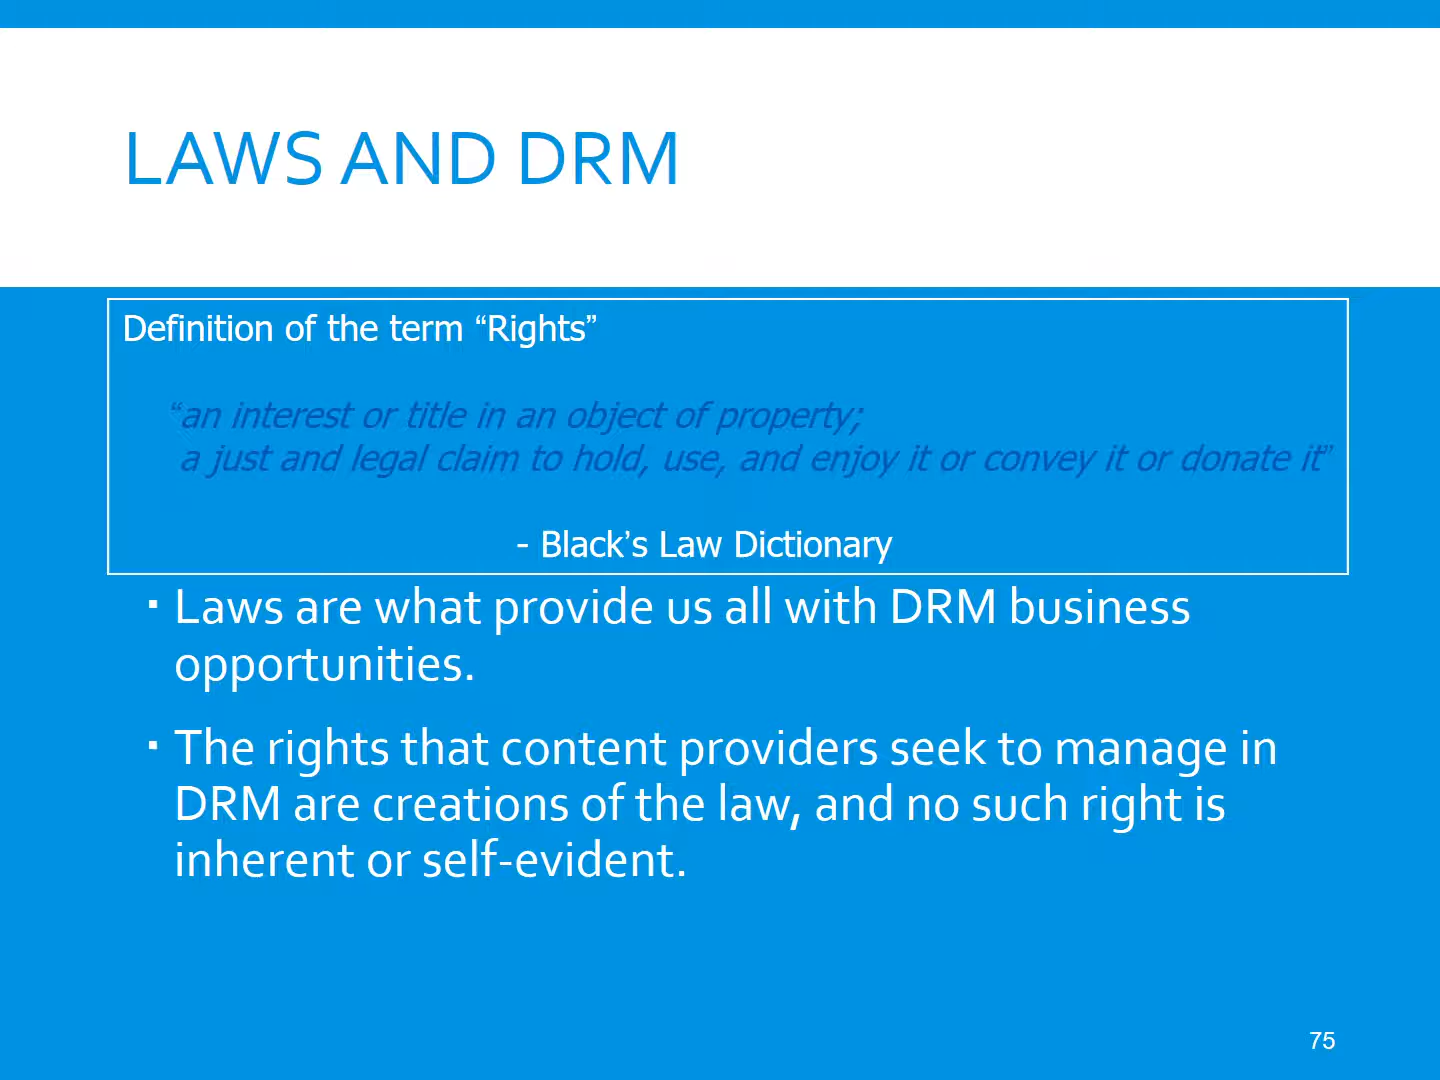 LAWS AND DRM
Definition of the term “Rights”
“an interest or title in an object of property;
a just and legal claim to hold, use, and enjoy it or convey it or donate it”
- Black’s Law Dictionary
▪ Laws are what provide us all with DRM business
opportunities.
▪ The rights that content providers seek to manage in
DRM are creations of the law, and no such right is
inherent or self-evident.
75